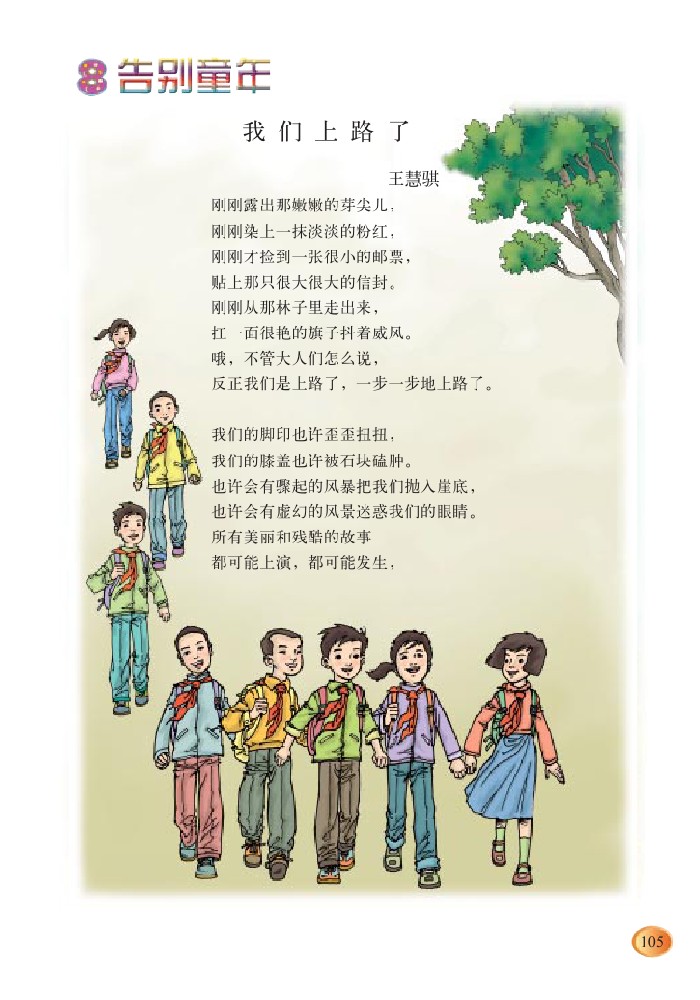 8 告别童年
我们上路了
王慧骐
刚刚露出那嫩嫩的芽尖儿，
刚刚染上一抹淡淡的粉红，
刚刚才捡到一张很小的邮票，
贴上那只很大很大的信封。
刚刚从那林子里走出来，
扛一面很艳的旗子抖着威风。
哦，不管大人们怎么说，
反正我们是上路了，一步一步地上路了。
我们的脚印也许歪歪扭扭，
我们的膝盖也许被石块磕肿。
也许会有骤起的风暴把我们抛入崖底，
也许会有虚幻的风景迷惑我们的眼睛。
所有美丽和残酷的故事
都可能上演，都可能发生，
105